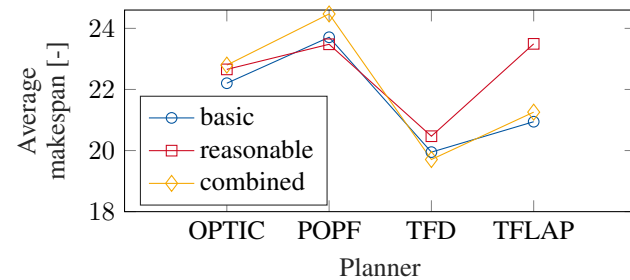 Average
makespan [-]
24
22
20
18
basic
reasonable
combined
OPTIC POPF TFD TFLAP
Planner